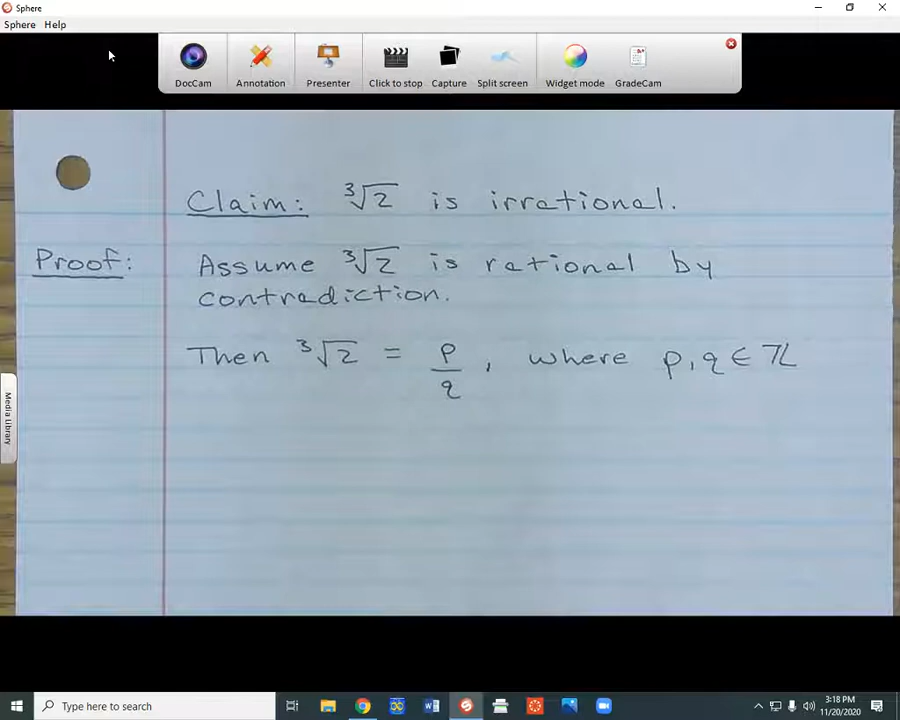 Sphere
Sphere Help
DocCam Annotation Presenter Click to stop Capture Split screen Widget mode GradeCam
Claim: ∛2 is irrational.
Proof: Assume ∛2 is rational by
contradiction.
Then ∛2 = p/q, where p,q ∈ ℤ
Media Library
Type here to search
3:18 PM
11/20/2020